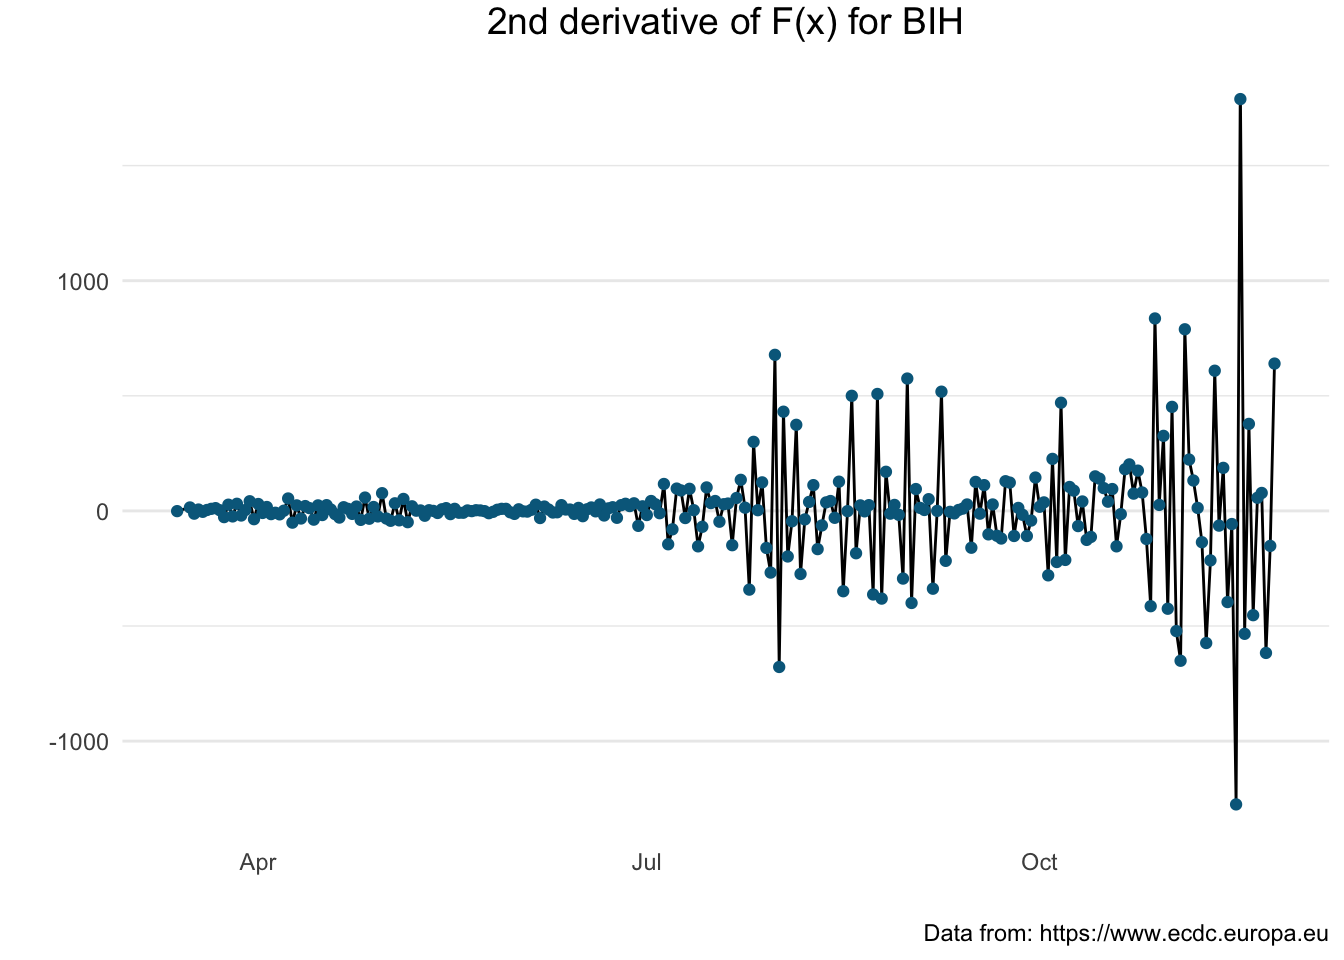 2nd derivative of F(x) for BIH
1000
0
-1000
Apr Jul Oct
Data from: https://www.ecdc.europa.eu